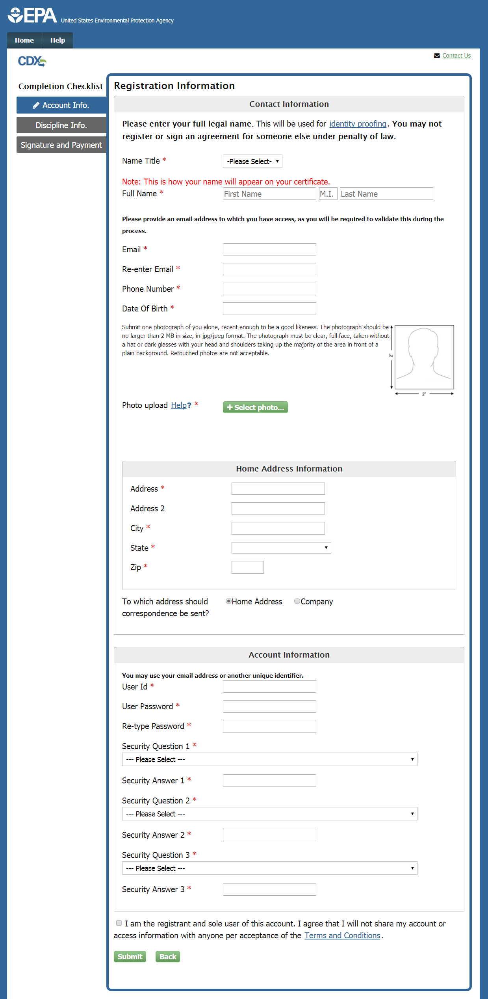 EPA United States Environmental Protection Agency
Home Help
CDX
Contact Us
Completion Checklist
Account Info.
Discipline Info.
Signature and Payment
Registration Information
Contact Information
Please enter your full legal name. This will be used for identity proofing. You may not
register or sign an agreement for someone else under penalty of law.
Name Title * -Please Select-
Note: This is how your name will appear on your certificate.
Full Name * First Name M.I. Last Name
Please provide an email address to which you have access, as you will be required to validate this during the
process.
Email *
Re-enter Email *
Phone Number *
Date Of Birth *
Submit one photograph of you alone, recent enough to be a good likeness. The photograph should be
no larger than 2 MB in size, in jpg/jpeg format. The photograph must be clear, full face, taken without
a hat or dark glasses with your head and shoulders taking up the majority of the area in front of a
plain background. Retouched photos are not acceptable.
2"
2"
Photo upload Help? * Select photo...
Home Address Information
Address *
Address 2
City *
State *
Zip *
To which address should Home Address Company
correspondence be sent?
Account Information
You may use your email address or another unique identifier.
User Id *
User Password *
Re-type Password *
Security Question 1 *
--- Please Select ---
Security Answer 1 *
Security Question 2 *
--- Please Select ---
Security Answer 2 *
Security Question 3 *
--- Please Select ---
Security Answer 3 *
I am the registrant and sole user of this account. I agree that I will not share my account or
access information with anyone per acceptance of the Terms and Conditions.
Submit Back